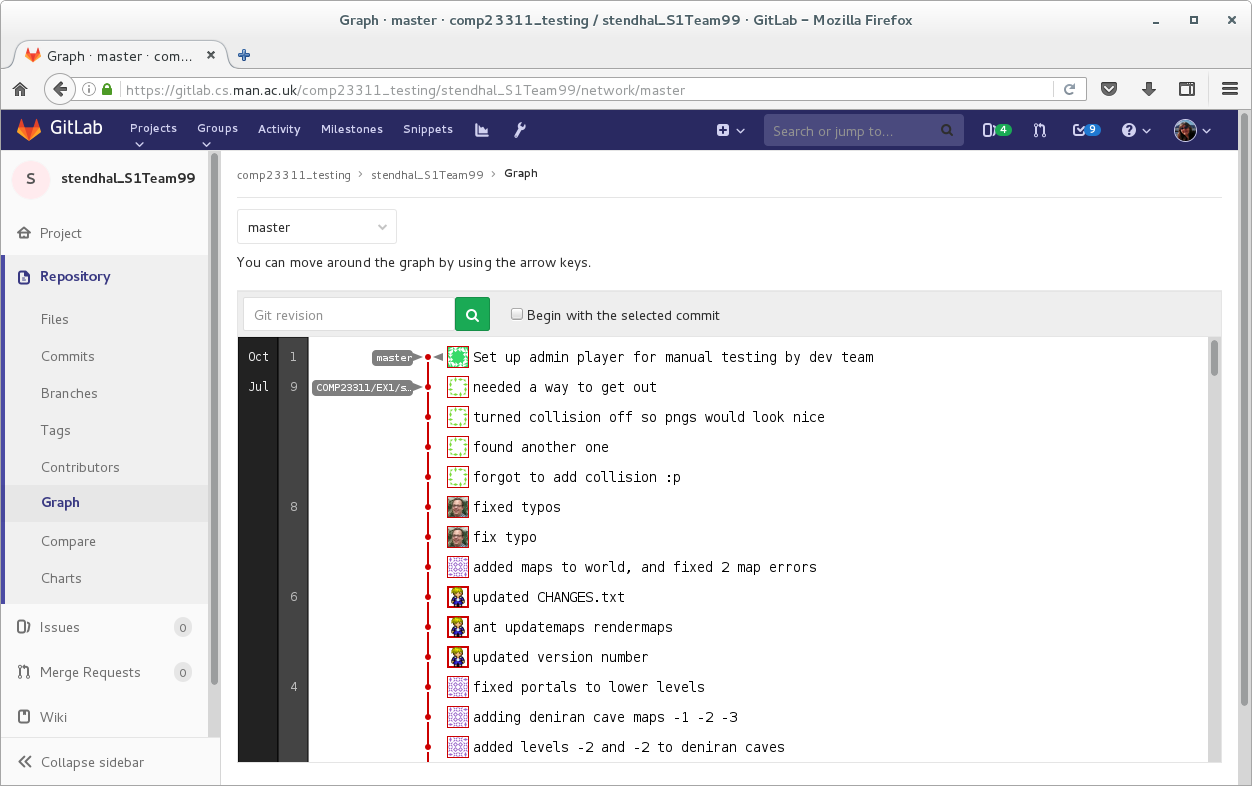 Graph · master · comp23311_testing / stendhal_S1Team99 · GitLab - Mozilla Firefox
Graph · master · com...
https://gitlab.cs.man.ac.uk/comp23311_testing/stendhal_S1Team99/network/master
GitLab Projects Groups Activity Milestones Snippets Search or jump to... 4 9 ?
S stendhal_S1Team99
Project
Repository
Files
Commits
Branches
Tags
Contributors
Graph
Compare
Charts
Issues 0
Merge Requests 0
Wiki
Collapse sidebar
comp23311_testing > stendhal_S1Team99 > Graph
master
You can move around the graph by using the arrow keys.
Git revision Begin with the selected commit
Oct 1 master Set up admin player for manual testing by dev team
Jul 9 COMP23311/EX1/s… needed a way to get out
turned collision off so pngs would look nice
found another one
forgot to add collision :p
8 fixed typos
fix typo
added maps to world, and fixed 2 map errors
6 updated CHANGES.txt
ant updatemaps rendermaps
updated version number
4 fixed portals to lower levels
adding deniran cave maps -1 -2 -3
added levels -2 and -2 to deniran caves